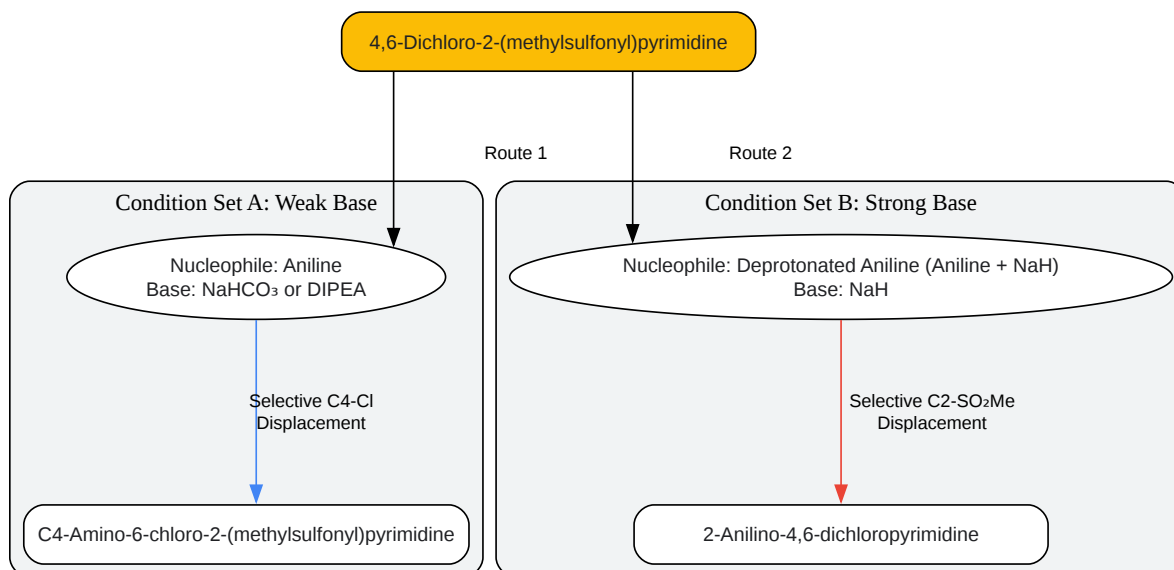 4,6-Dichloro-2-(methylsulfonyl)pyrimidine
Route 1
Route 2
Condition Set A: Weak Base
Nucleophile: Aniline
Base: NaHCO₃ or DIPEA
Selective C4-Cl
Displacement
C4-Amino-6-chloro-2-(methylsulfonyl)pyrimidine
Condition Set B: Strong Base
Nucleophile: Deprotonated Aniline (Aniline + NaH)
Base: NaH
Selective C2-SO₂Me
Displacement
2-Anilino-4,6-dichloropyrimidine